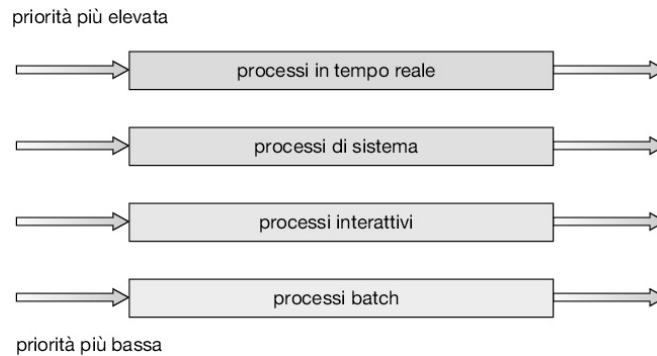 priorità più elevata
processi in tempo reale
processi di sistema
processi interattivi
processi batch
priorità più bassa